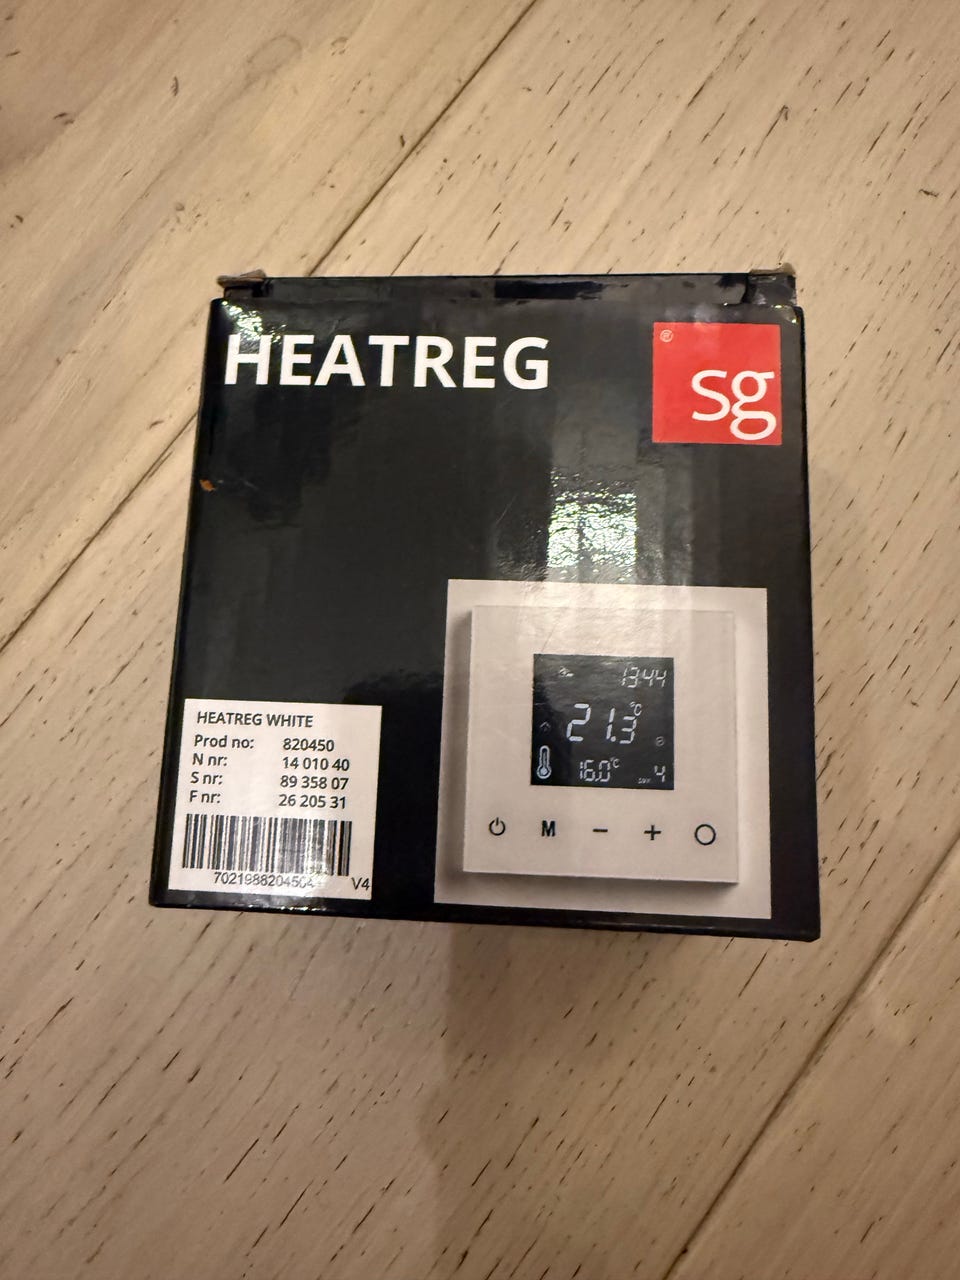 HEATREG
® sg
13:44
21.3°C
16.0°C
4
M − +
HEATREG WHITE
Prod no: 820450
N nr: 14 010 40
S nr: 89 358 07
F nr: 26 205 31
V4